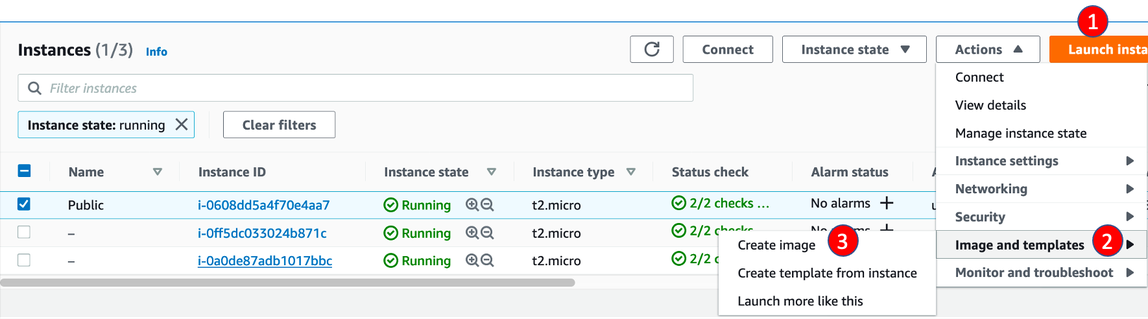 1
Instances (1/3) Info Connect Instance state Actions Launch insta
Filter instances
Connect
View details
Instance state: running Clear filters
Manage instance state
Instance settings
Name Instance ID Instance state Instance type Status check Alarm status
Networking
Public i-0608dd5a4f70e4aa7 Running t2.micro 2/2 checks ... No alarms
Security
– i-0ff5dc033024b871c Running t2.micro 2/2 checks No alarms
Create image 3
Image and templates 2
– i-0a0de87adb1017bbc Running t2.micro 2/2
Create template from instance
Monitor and troubleshoot
Launch more like this